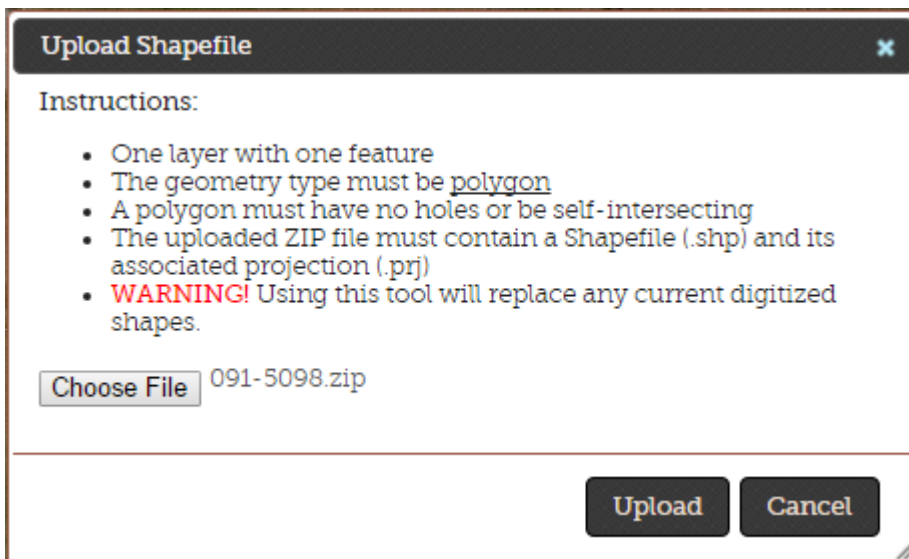 Upload Shapefile ×
Instructions:
• One layer with one feature
• The geometry type must be polygon
• A polygon must have no holes or be self-intersecting
• The uploaded ZIP file must contain a Shapefile (.shp) and its
associated projection (.prj)
• WARNING! Using this tool will replace any current digitized
shapes.
Choose File 091-5098.zip
Upload Cancel